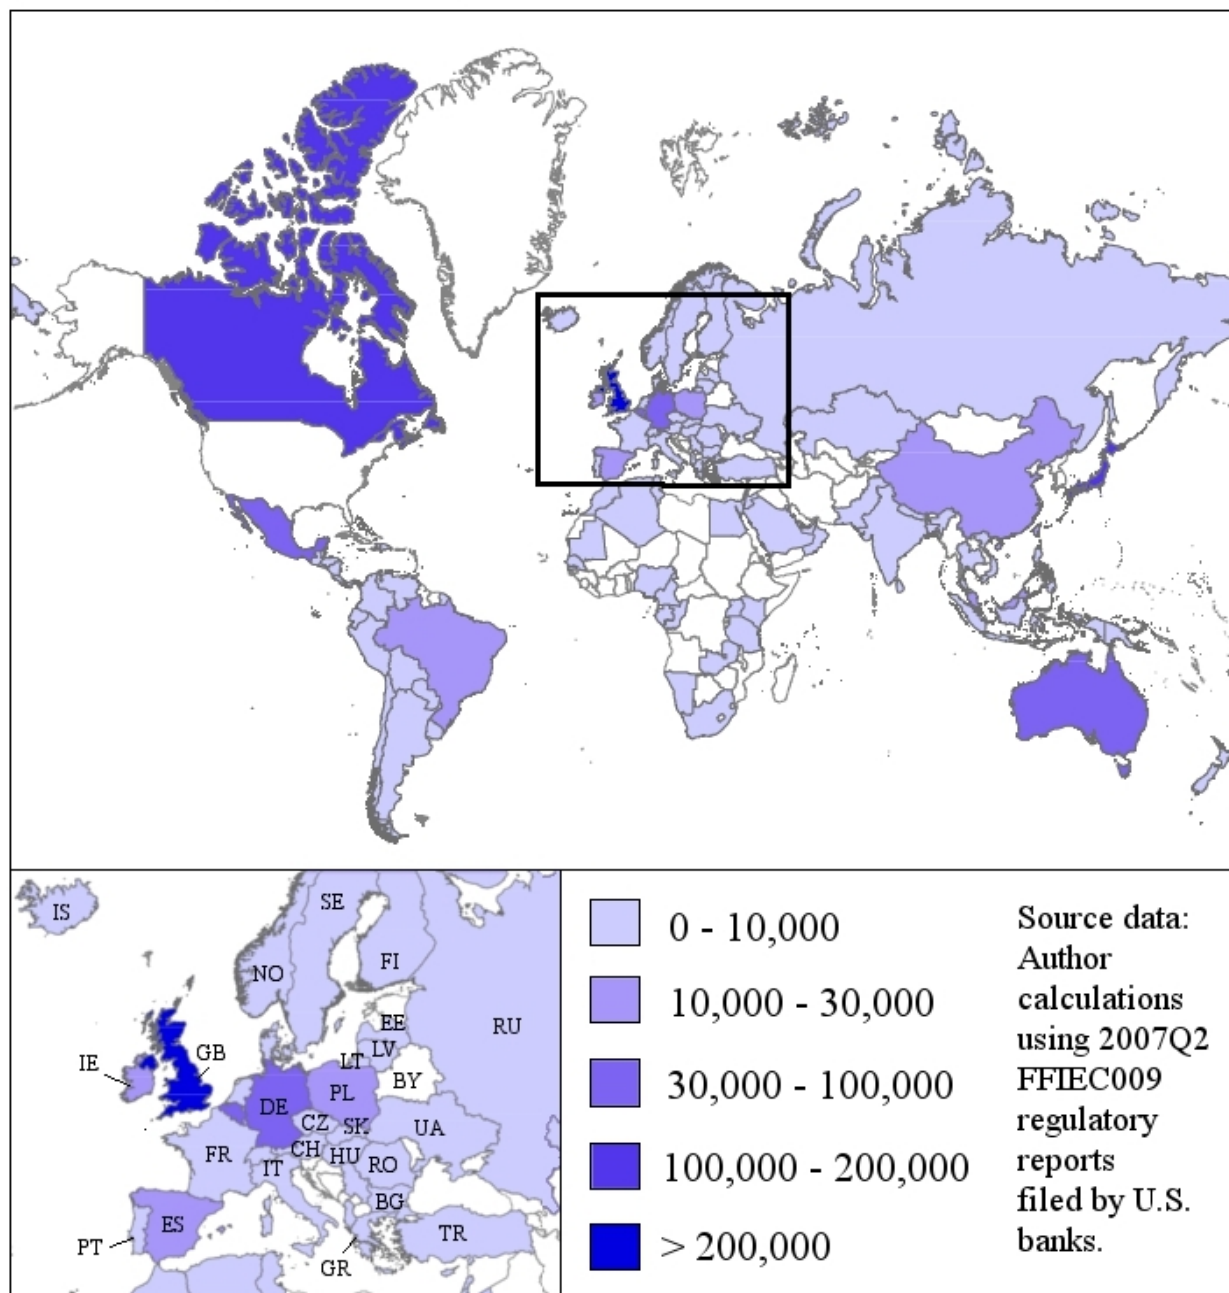 IS
SE
NO
FI
RU
EE
LV
LT
BY
IE
GB
PL
DE
CZ
SK
UA
FR
CH
HU
IT
RO
BG
ES
PT
TR
GR
0 - 10,000
10,000 - 30,000
30,000 - 100,000
100,000 - 200,000
> 200,000
Source data:
Author
calculations
using 2007Q2
FFIEC009
regulatory
reports
filed by U.S.
banks.